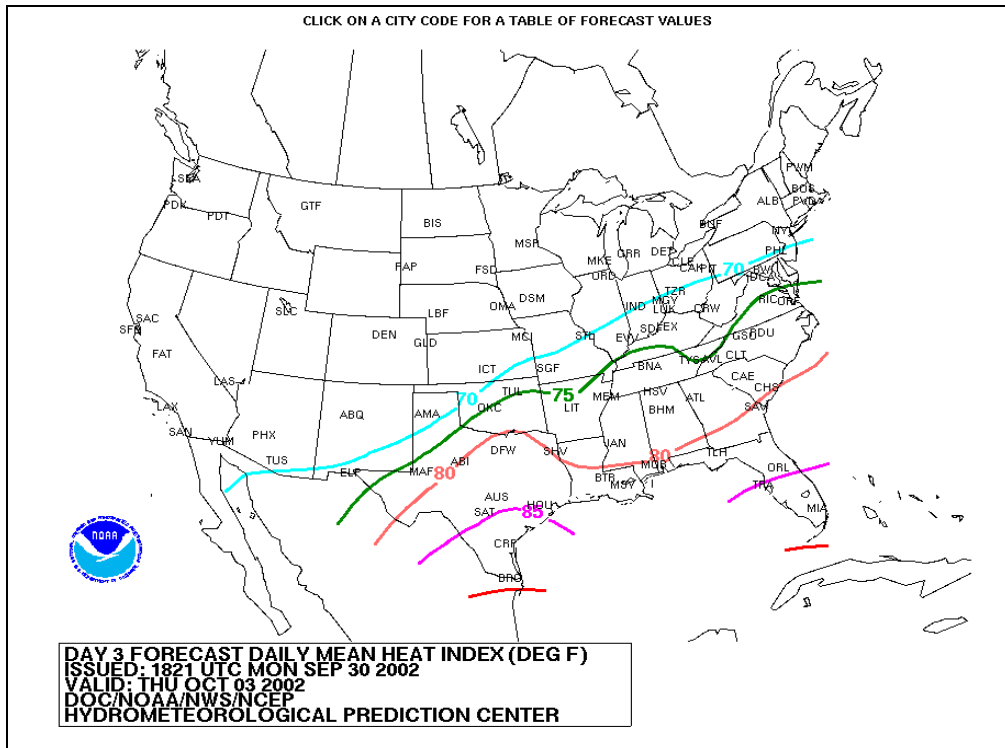 CLICK ON A CITY CODE FOR A TABLE OF FORECAST VALUES
PWM
SEA
BOS
PDX
GTF
ALB
PVD
PDT
BIS
BUF
NYC
MSP
DET
PHL
GRR
CLE
MKE
RAP
FSD
CAK
PIT
70
BWI
ORD
DCA
TZR
DSM
OMA
IND
MGY
RIC
ORF
SLC
LBF
LUK
CRW
SAC
SFO
DEN
STL
SDF
LEX
RDU
GLD
MCI
EVV
GSO
FAT
TYS
AVL
CLT
ICT
SGF
BNA
CAE
LAS
TUL
HSV
CHS
70
75
MEM
ATL
LAX
ABQ
AMA
OKC
LIT
BHM
SAV
SAN
PHX
YUM
JAN
DFW
SHV
TLH
TUS
ABI
80
MOB
ELP
MAF
80
BTR
ORL
MSY
TPA
AUS
HOU
SAT
85
MIA
CRP
NOAA
BRO
DAY 3 FORECAST DAILY MEAN HEAT INDEX (DEG F)
ISSUED: 1821 UTC MON SEP 30 2002
VALID: THU OCT 03 2002
DOC/NOAA/NWS/NCEP
HYDROMETEOROLOGICAL PREDICTION CENTER